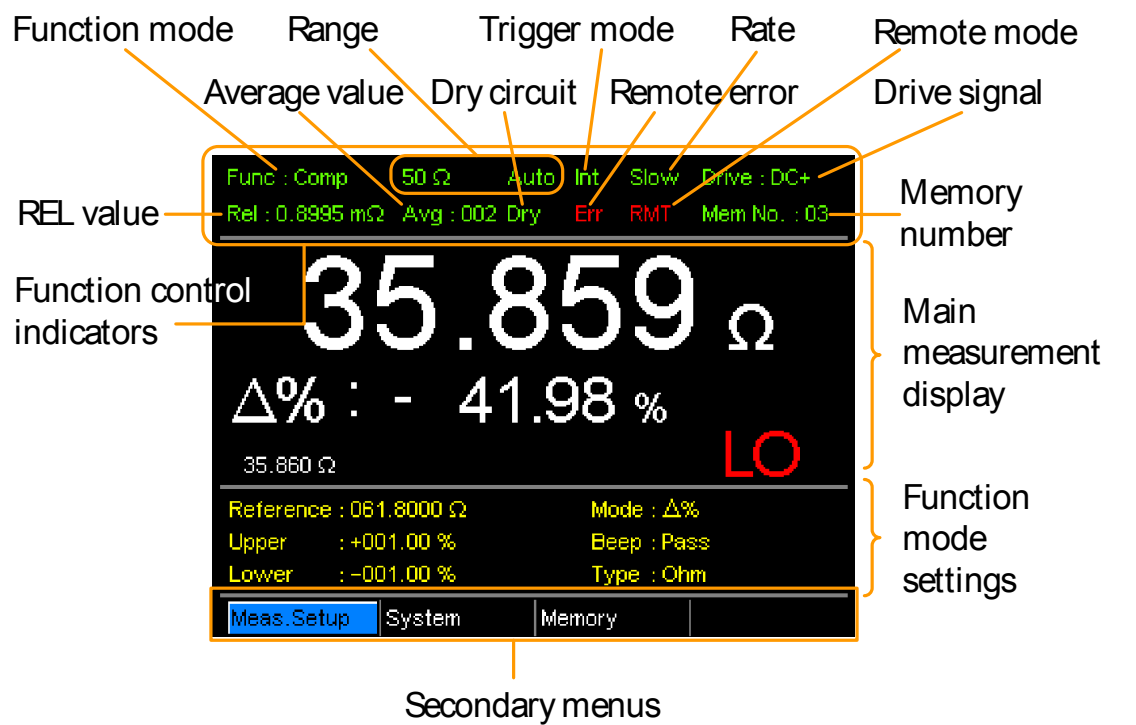 Function mode Range Trigger mode Rate Remote mode
Average value Dry circuit Remote error Drive signal
Func : Comp 50 Ω Auto Int Slow Drive : DC+
REL value Rel : 0.8995 mΩ Avg : 002 Dry Err RMT Mem No. : 03 Memory
number
Function control
indicators
35.859 Ω
Main
measurement
display
Δ% : - 41.98 %
35.860 Ω LO
Reference : 061.8000 Ω Mode : Δ%
Upper : +001.00 % Beep : Pass
Lower : -001.00 % Type : Ohm
Function
mode
settings
Meas.Setup System Memory
Secondary menus